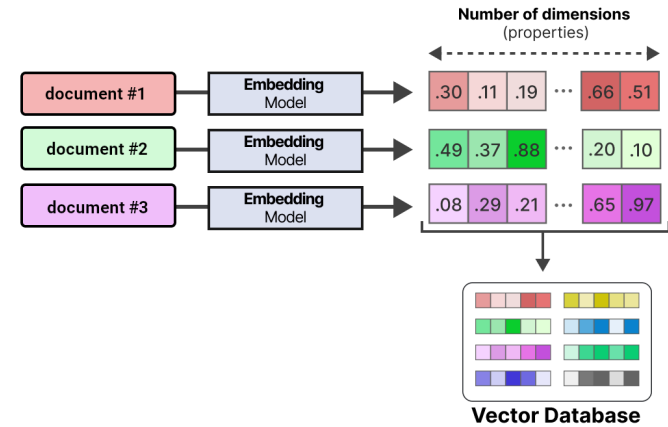 Number of dimensions
(properties)
document #1
Embedding
Model
.30 .11 .19 ... .66 .51
document #2
Embedding
Model
.49 .37 .88 ... .20 .10
document #3
Embedding
Model
.08 .29 .21 ... .65 .97
Vector Database